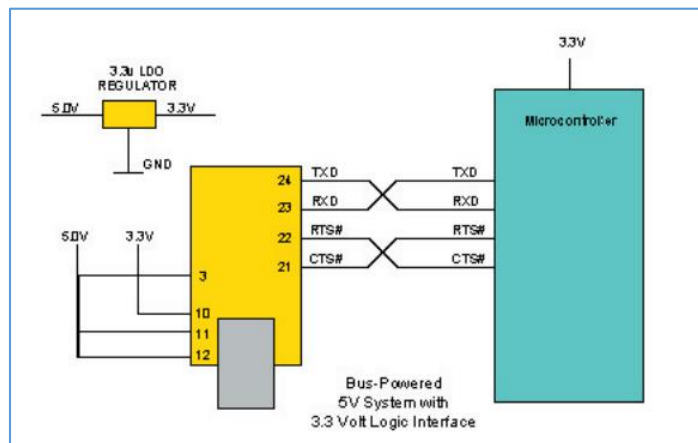 3.3V
3.3u LDO
REGULATOR
5.0V
3.3V
GND
Microcontroller
24
TXD
TXD
23
RXD
RXD
22
RTS#
RTS#
21
CTS#
CTS#
5.0V
3.3V
3
10
11
12
Bus-Powered
5V System with
3.3 Volt Logic Interface